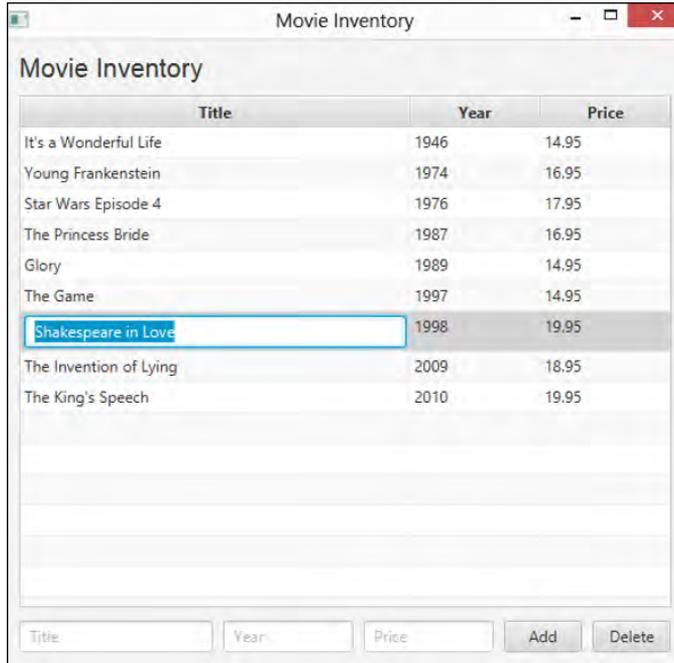 Movie Inventory
Movie Inventory
Title Year Price
It's a Wonderful Life 1946 14.95
Young Frankenstein 1974 16.95
Star Wars Episode 4 1976 17.95
The Princess Bride 1987 16.95
Glory 1989 14.95
The Game 1997 14.95
Shakespeare in Love 1998 19.95
The Invention of Lying 2009 18.95
The King's Speech 2010 19.95
Title Year Price Add Delete